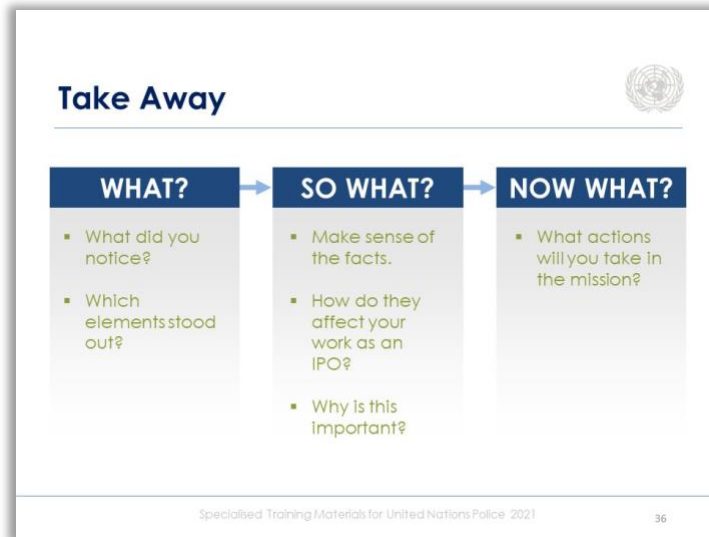 Take Away
WHAT?
▪ What did you
notice?
▪ Which
elements stood
out?
SO WHAT?
▪ Make sense of
the facts.
▪ How do they
affect your
work as an
IPO?
▪ Why is this
important?
NOW WHAT?
▪ What actions
will you take in
the mission?
Specialised Training Materials for United Nations Police 2021
36